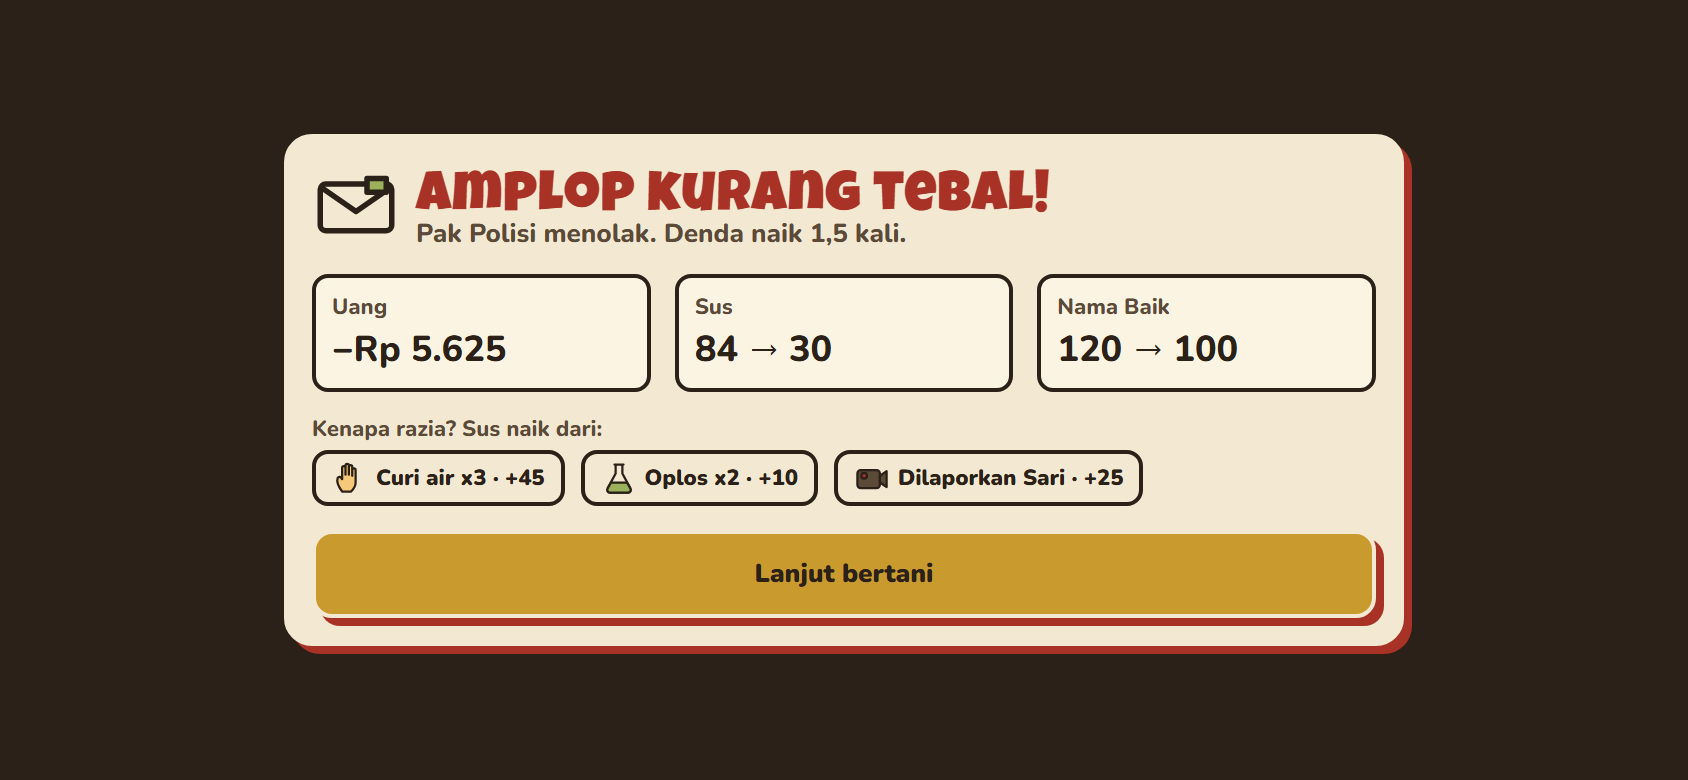 AMPLOP KURANG TEBAL!
Pak Polisi menolak. Denda naik 1,5 kali.
Uang
−Rp 5.625
Sus
84 → 30
Nama Baik
120 → 100
Kenapa razia? Sus naik dari:
Curi air x3 · +45
Oplos x2 · +10
Dilaporkan Sari · +25
Lanjut bertani